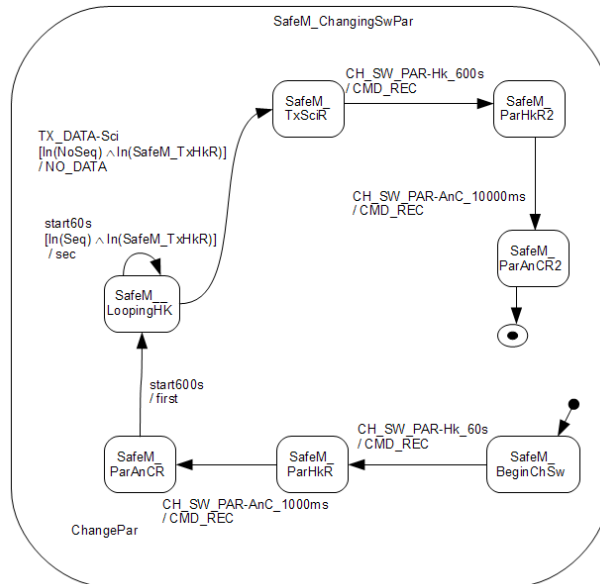 SafeM_ChangingSwPar
CH_SW_PAR-Hk_600s
/ CMD_REC
SafeM_
TxSciR
SafeM_
ParHkR2
TX_DATA-Sci
[In(NoSeq) ∧ In(SafeM_TxHkR)]
/ NO_DATA
CH_SW_PAR-AnC_10000ms
/ CMD_REC
start60s
[In(Seq) ∧ In(SafeM_TxHkR)]
/ sec
SafeM_
ParAnCR2
SafeM__
LoopingHK
start600s
/ first
CH_SW_PAR-Hk_60s
/ CMD_REC
SafeM_
ParAnCR
SafeM_
ParHkR
SafeM_
BeginChSw
CH_SW_PAR-AnC_1000ms
/ CMD_REC
ChangePar